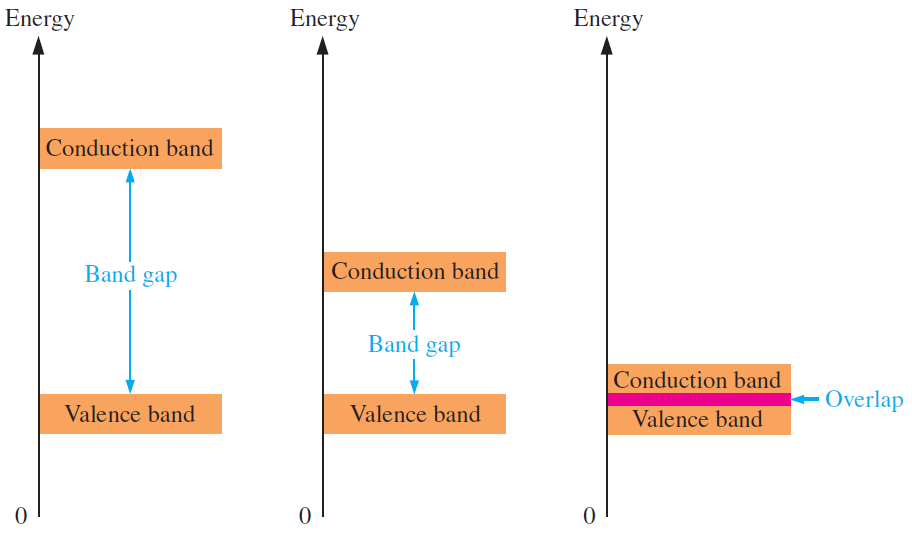 Energy
Conduction band
Band gap
Valence band
0
Energy
Conduction band
Band gap
Valence band
0
Energy
Conduction band
Overlap
Valence band
0